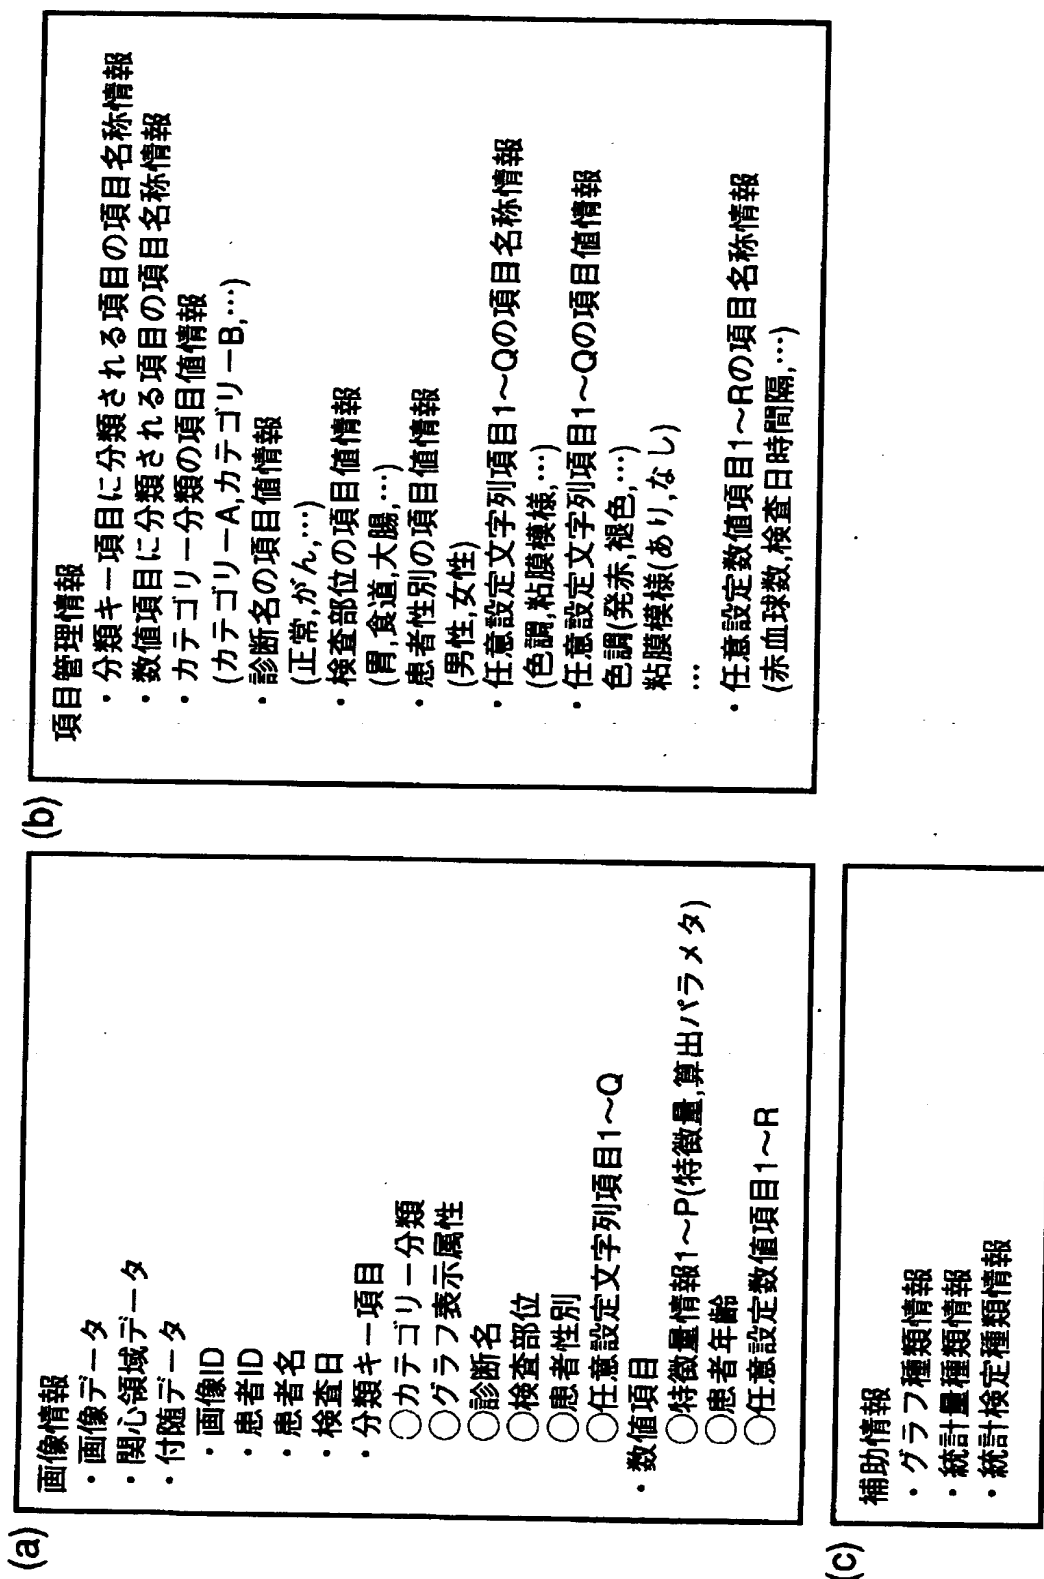 (a)
画像情報
・画像データ
・関心領域データ
・付随データ
・画像ID
・患者ID
・患者名
・検査日
・分類キー項目
○カテゴリー分類
○グラフ表示属性
○診断名
○検査部位
○患者性別
○任意設定文字列項目1～Q
・数値項目
○特徴量情報1～P(特徴量,算出パラメタ)
○患者年齢
○任意設定数値項目1～R
(b)
項目管理情報
・分類キー項目に分類される項目の項目名称情報
・数値項目に分類される項目の項目名称情報
・カテゴリー分類の項目値情報
(カテゴリーA,カテゴリーB,…)
・診断名の項目値情報
(正常,がん,…)
・検査部位の項目値情報
(胃,食道,大腸,…)
・患者性別の項目値情報
(男性,女性)
・任意設定文字列項目1～Qの項目名称情報
(色調,粘膜模様,…)
・任意設定文字列項目1～Qの項目値情報
色調(発赤,褪色,…)
粘膜模様(あり,なし)
…
・任意設定数値項目1～Rの項目名称情報
(赤血球数,検査日時間隔,…)
(c)
補助情報
・グラフ種類情報
・統計量種類情報
・統計検定種類情報